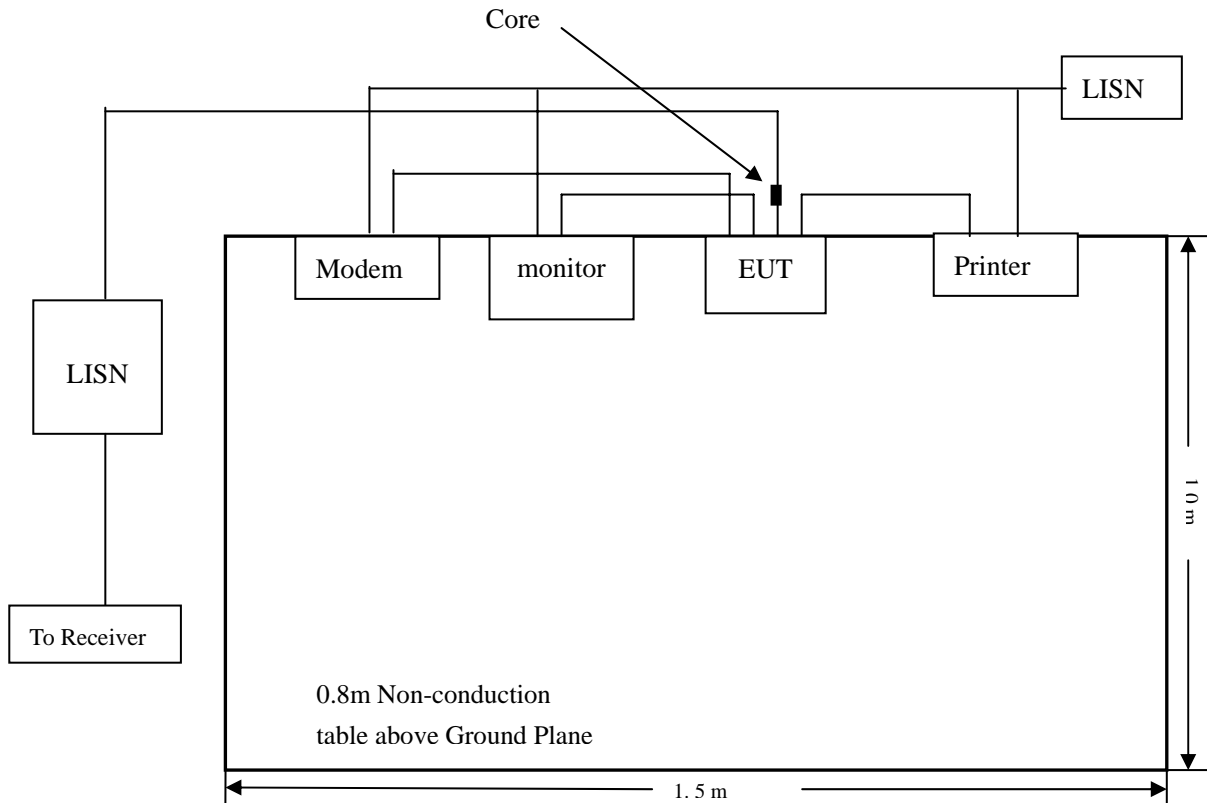 Core
LISN
Modem
monitor
EUT
Printer
LISN
1.0 m
To Receiver
0.8m Non-conduction
table above Ground Plane
1. 5 m